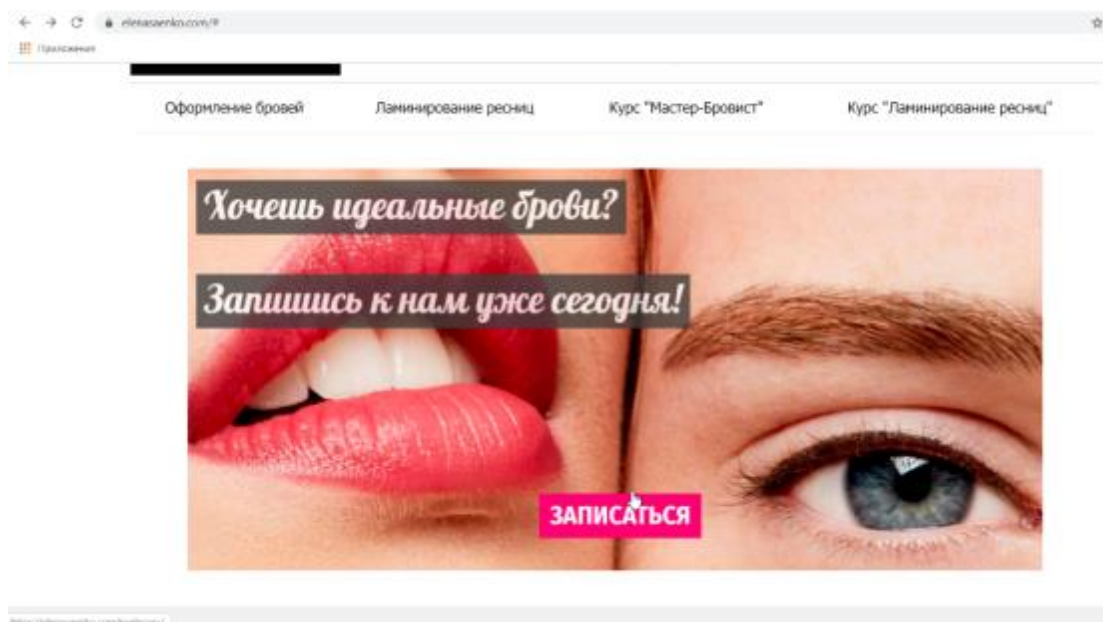 elenasaenko.com/#
Приложения
Оформление бровей
Ламинирование ресниц
Курс "Мастер-Бровист"
Курс "Ламинирование ресниц"
Хочешь идеальные брови?
Запишись к нам уже сегодня!
ЗАПИСАТЬСЯ